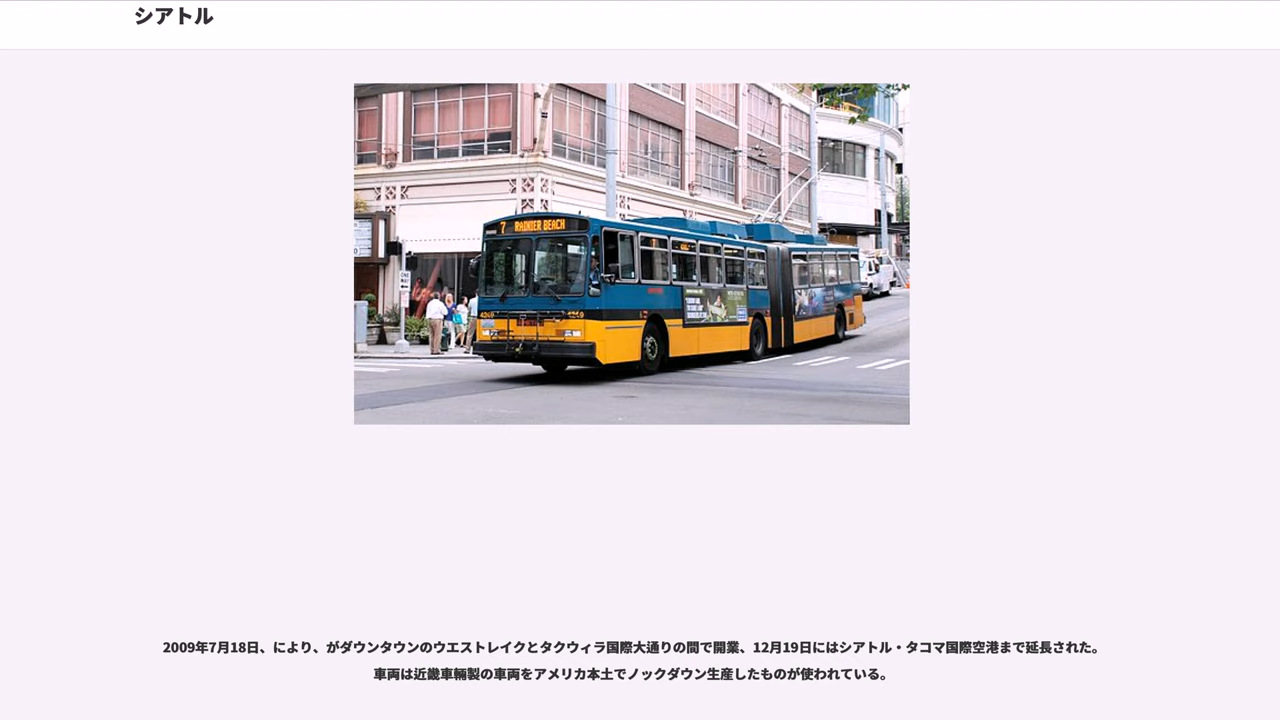 シアトル
7 RAINIER BEACH
ONE WAY
4249 4249
2009年7月18日、により、がダウンタウンのウエストレイクとタクウィラ国際大通りの間で開業、12月19日にはシアトル・タコマ国際空港まで延長された。
車両は近畿車輛製の車両をアメリカ本土でノックダウン生産したものが使われている。